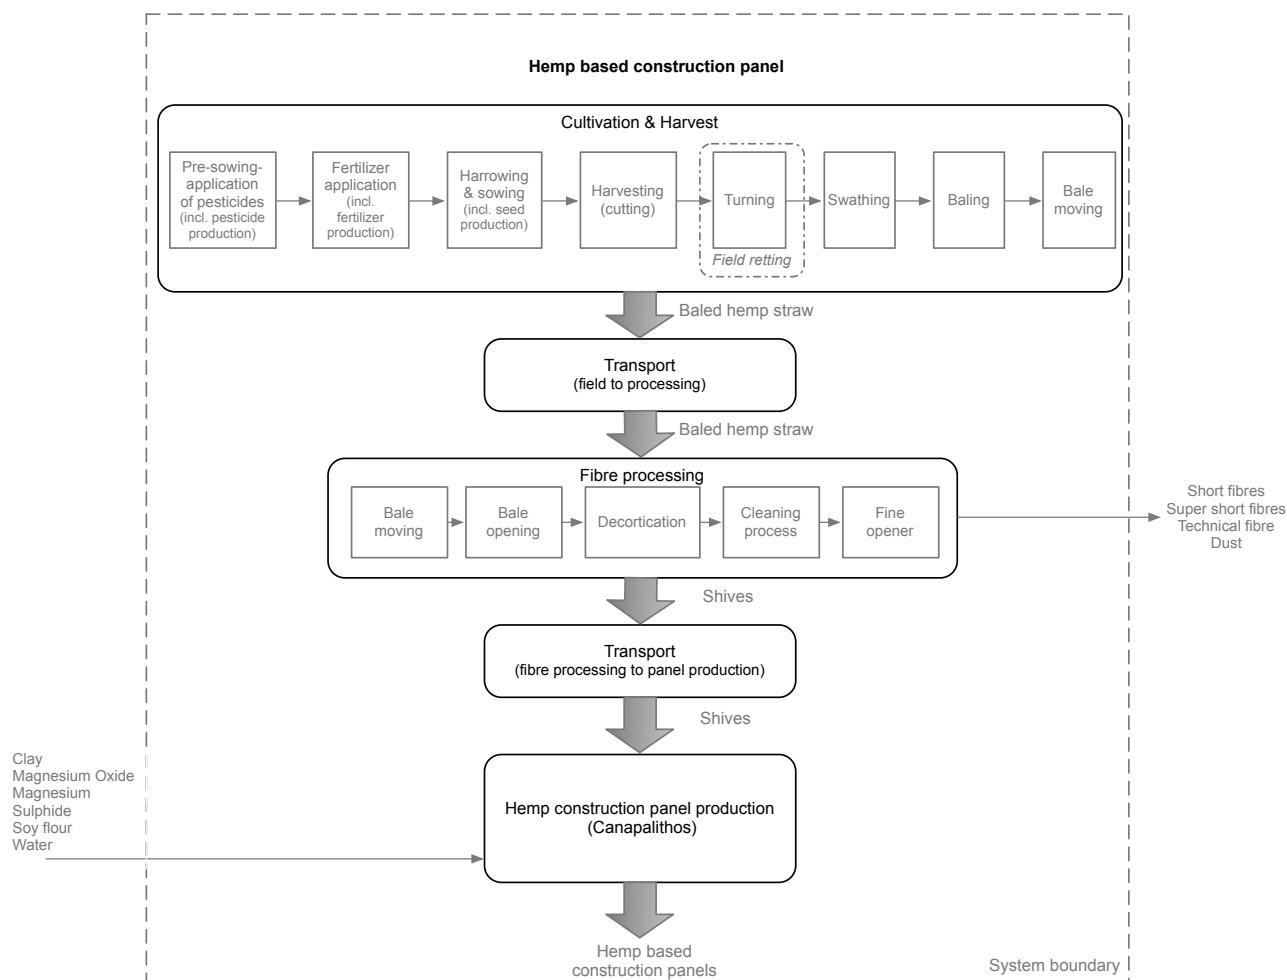 Hemp based construction panel
Cultivation & Harvest
Pre-sowing-
application
of pesticides
(incl. pesticide
production)
Fertilizer
application
(incl.
fertilizer
production)
Harrowing
& sowing
(incl. seed
production)
Harvesting
(cutting)
Turning
Field retting
Swathing
Baling
Bale
moving
Baled hemp straw
Transport
(field to processing)
Baled hemp straw
Fibre processing
Bale
moving
Bale
opening
Decortication
Cleaning
process
Fine
opener
Short fibres
Super short fibres
Technical fibre
Dust
Shives
Transport
(fibre processing to panel production)
Shives
Clay
Magnesium Oxide
Magnesium
Sulphide
Soy flour
Water
Hemp construction panel production
(Canapalithos)
Hemp based
construction panels
System boundary